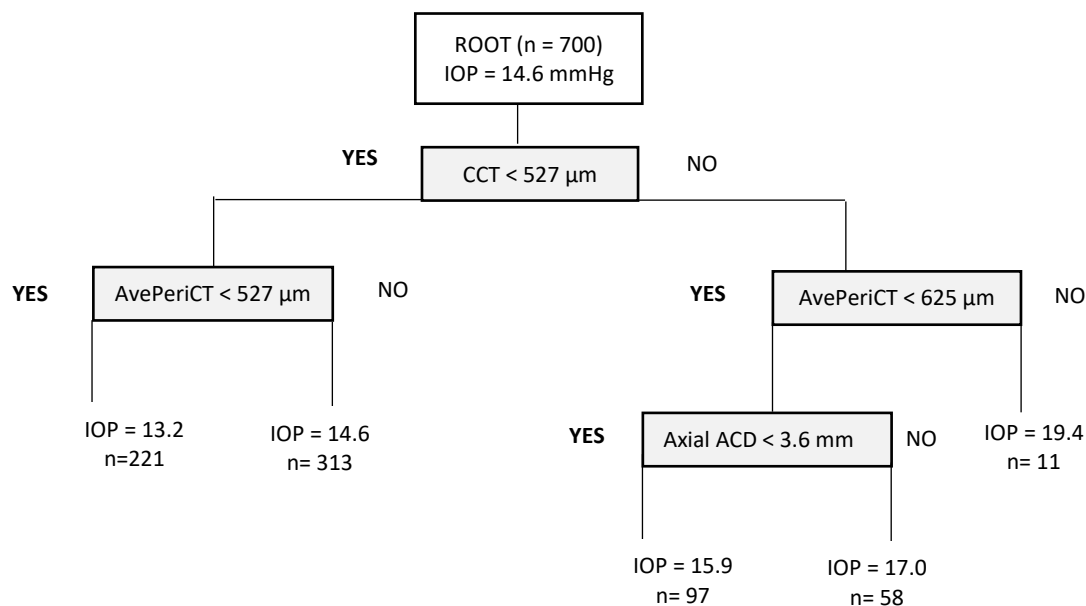 ROOT (n = 700)
IOP = 14.6 mmHg
YES
CCT < 527 µm
NO
YES
AvePeriCT < 527 µm
NO
YES
AvePeriCT < 625 µm
NO
IOP = 13.2
n=221
IOP = 14.6
n= 313
YES
Axial ACD < 3.6 mm
NO
IOP = 19.4
n= 11
IOP = 15.9
n= 97
IOP = 17.0
n= 58